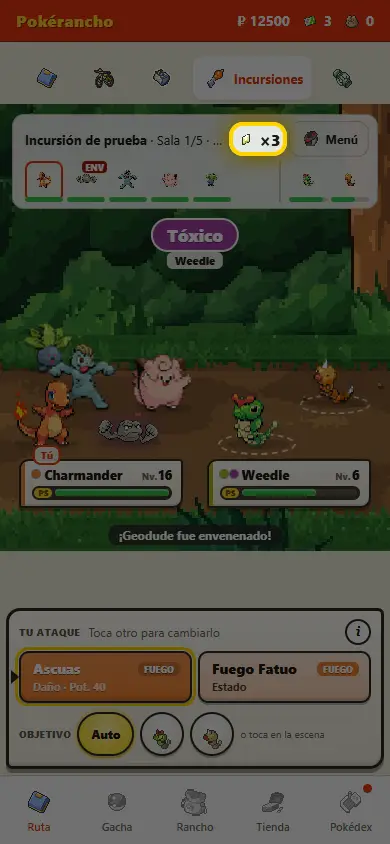 Pokérancho ₽ 12500 3 0
Incursiones
Incursión de prueba · Sala 1/5 · ... ×3 Menú
ENV
Tóxico
Weedle
Tú
Charmander Nv.16 Weedle Nv.6
PS PS
¡Geodude fue envenenado!
TU ATAQUE Toca otro para cambiarlo i
Ascuas FUEGO Fuego Fatuo FUEGO
Daño · Pot. 40 Estado
OBJETIVO Auto o toca en la escena
Ruta Gacha Rancho Tienda Pokédex